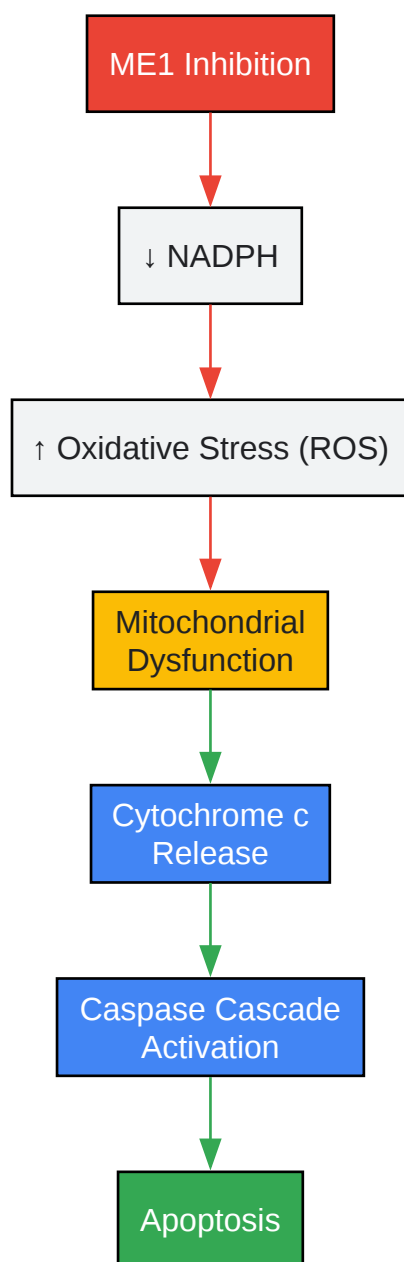 ME1 Inhibition
↓ NADPH
↑ Oxidative Stress (ROS)
Mitochondrial
Dysfunction
Cytochrome c
Release
Caspase Cascade
Activation
Apoptosis